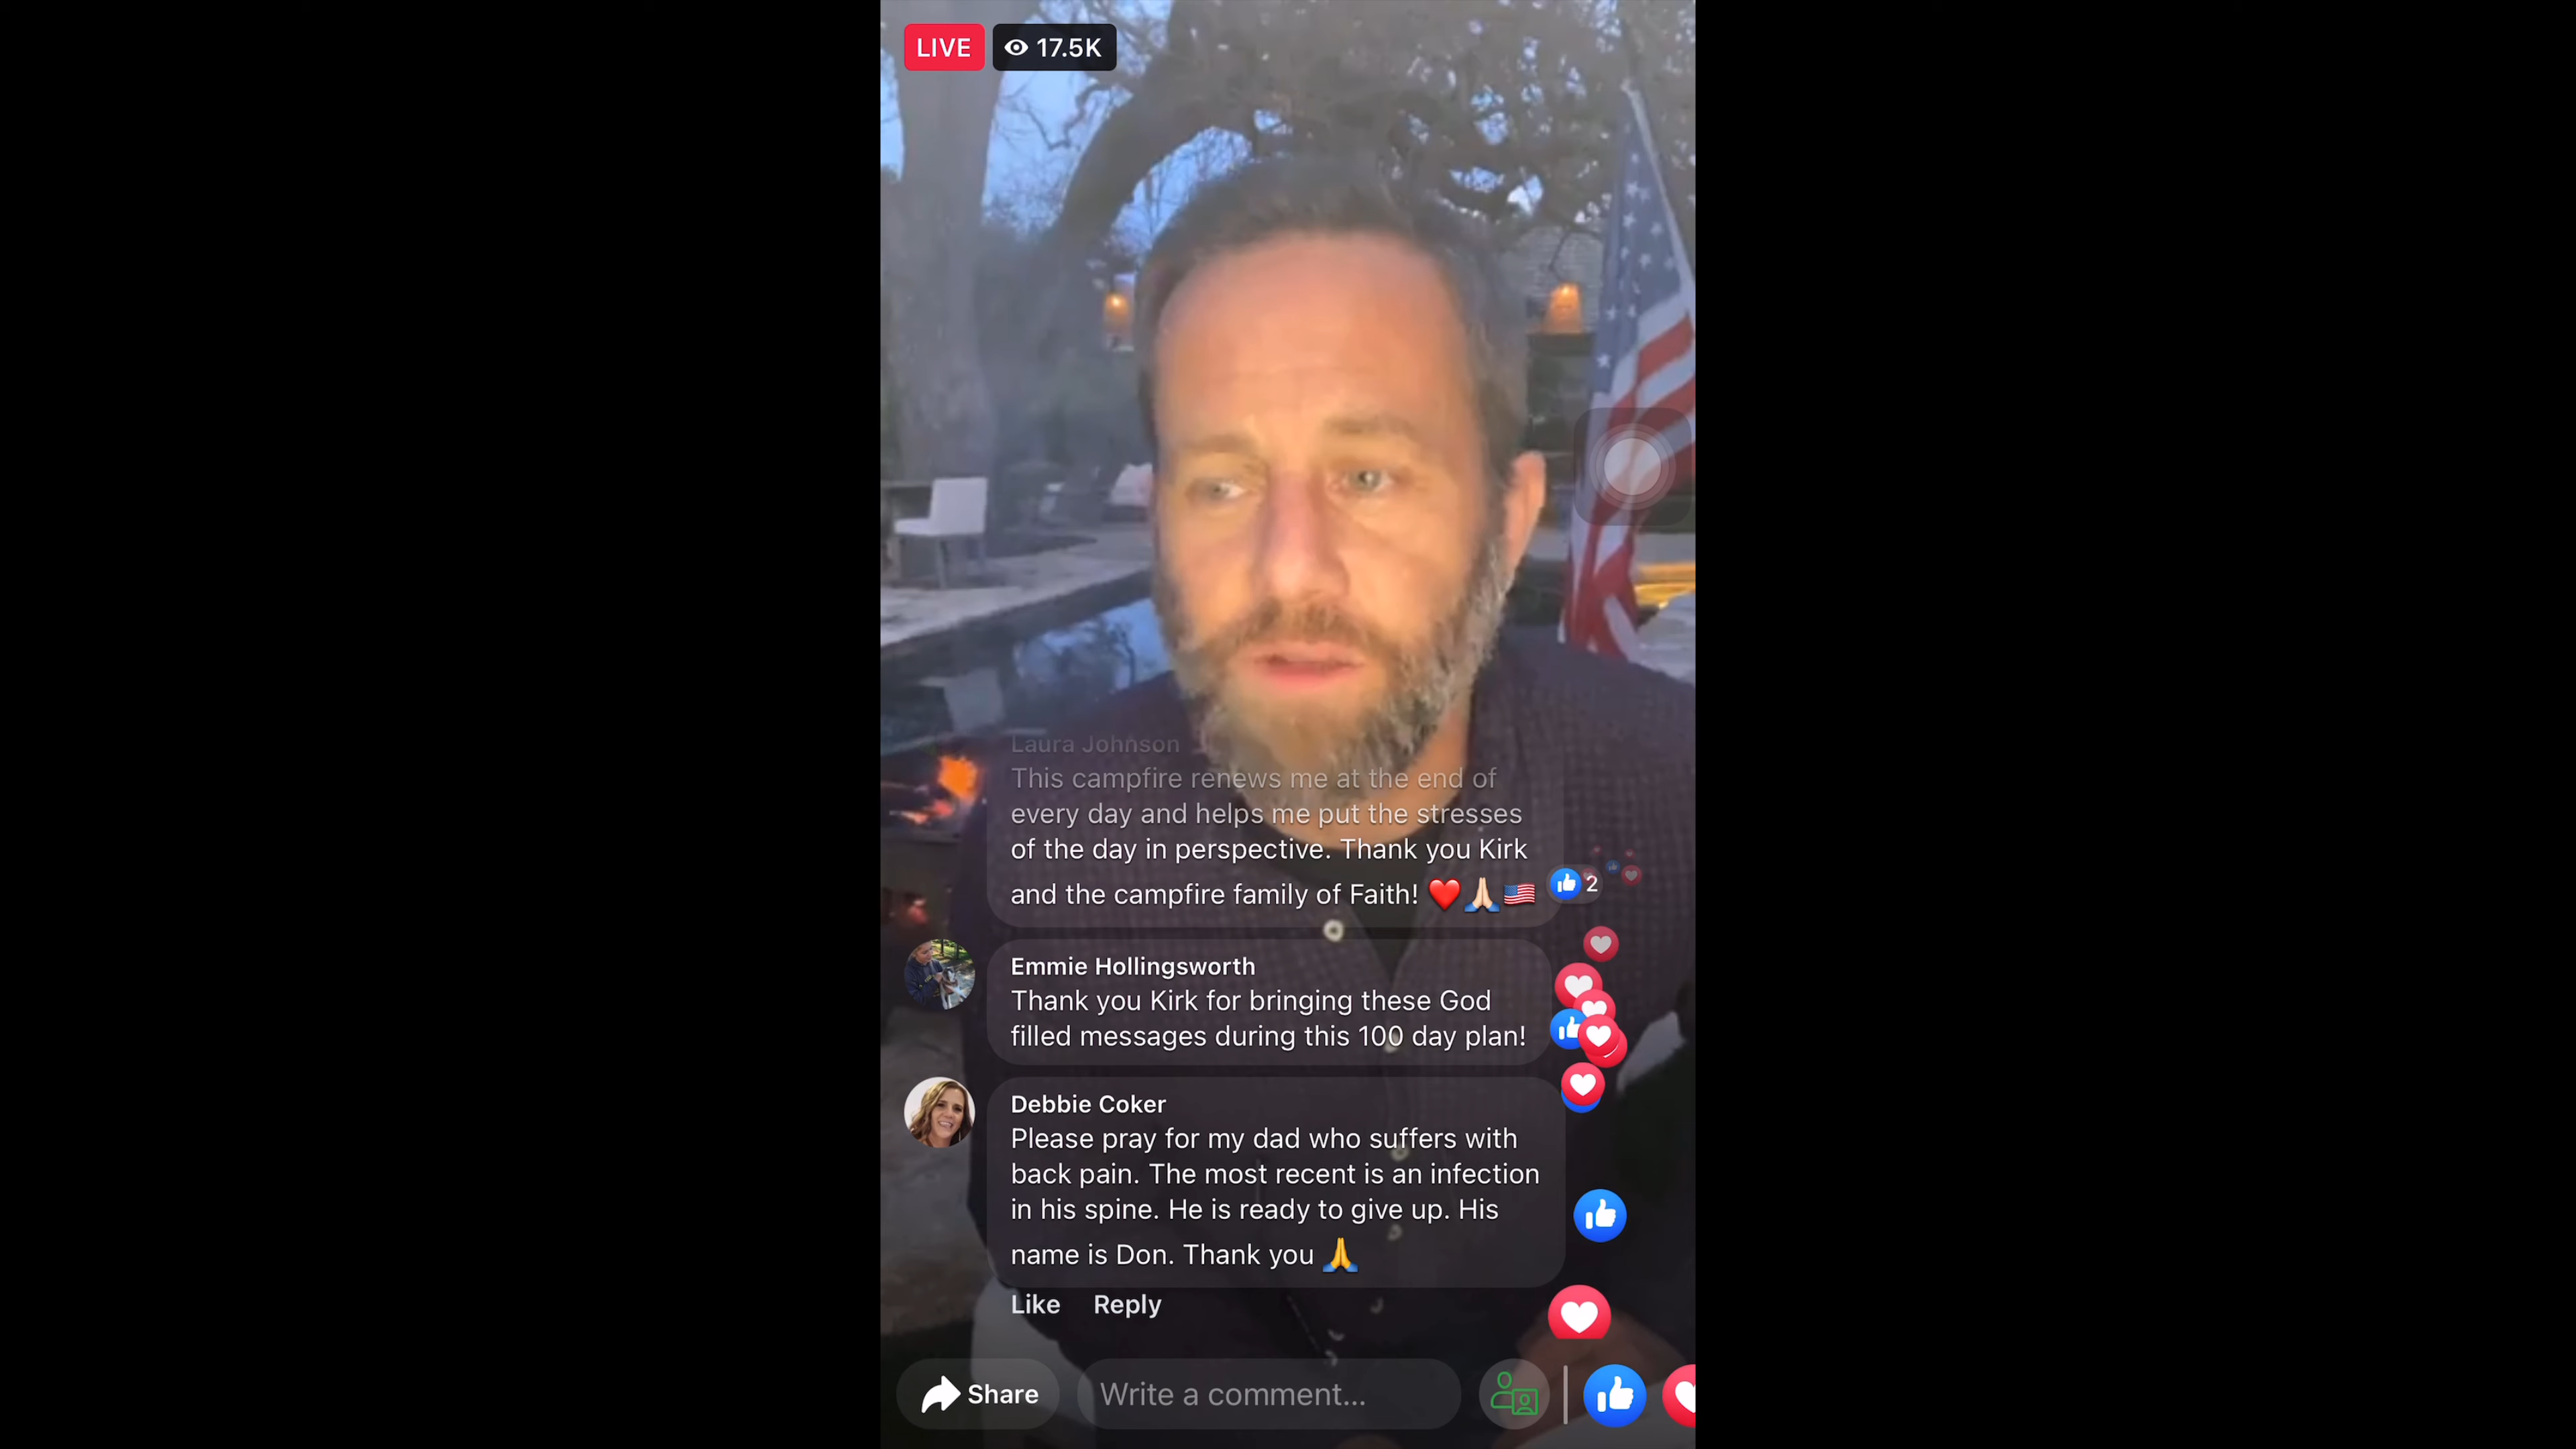 LIVE 17.5K
Laura Johnson
This campfire renews me at the end of
every day and helps me put the stresses
of the day in perspective. Thank you Kirk
and the campfire family of Faith! ❤️🙏🏻🇺🇸
2
Emmie Hollingsworth
Thank you Kirk for bringing these God
filled messages during this 100 day plan!
Debbie Coker
Please pray for my dad who suffers with
back pain. The most recent is an infection
in his spine. He is ready to give up. His
name is Don. Thank you 🙏
Like Reply
Share Write a comment...